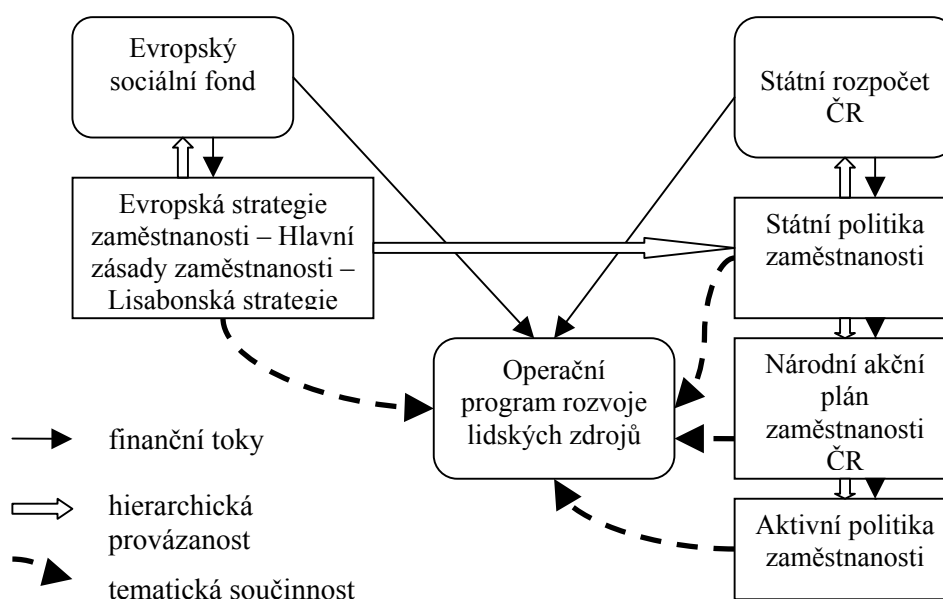 Evropský
sociální fond
Státní rozpočet
ČR
Evropská strategie
zaměstnanosti – Hlavní
zásady zaměstnanosti –
Lisabonská strategie
Státní politika
zaměstnanosti
Operační
program rozvoje
lidských zdrojů
Národní akční
plán
zaměstnanosti
ČR
Aktivní politika
zaměstnanosti
finanční toky
hierarchická
provázanost
tematická součinnost